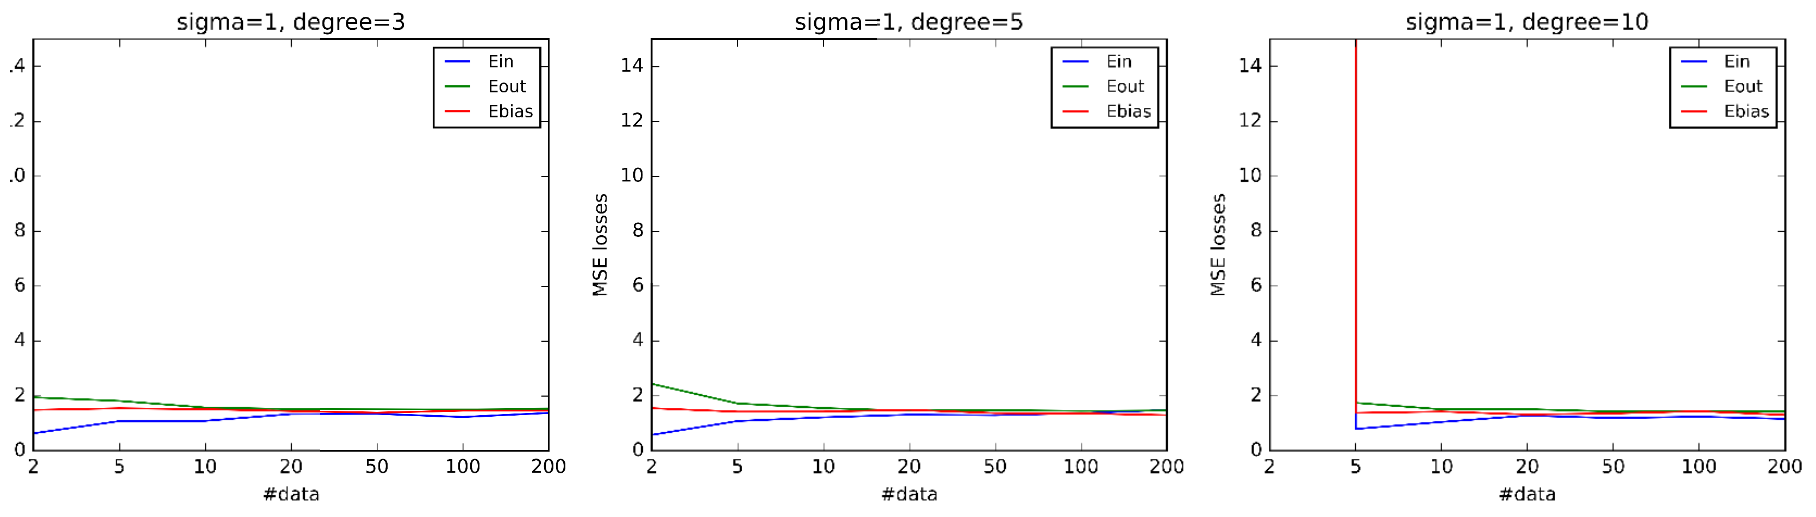 sigma=1, degree=3
.4
.2
.0
8
6
4
2
0
2 5 10 20 50 100 200
#data
Ein
Eout
Ebias
sigma=1, degree=5
MSE losses
14
12
10
8
6
4
2
0
2 5 10 20 50 100 200
#data
Ein
Eout
Ebias
sigma=1, degree=10
MSE losses
14
12
10
8
6
4
2
0
2 5 10 20 50 100 200
#data
Ein
Eout
Ebias